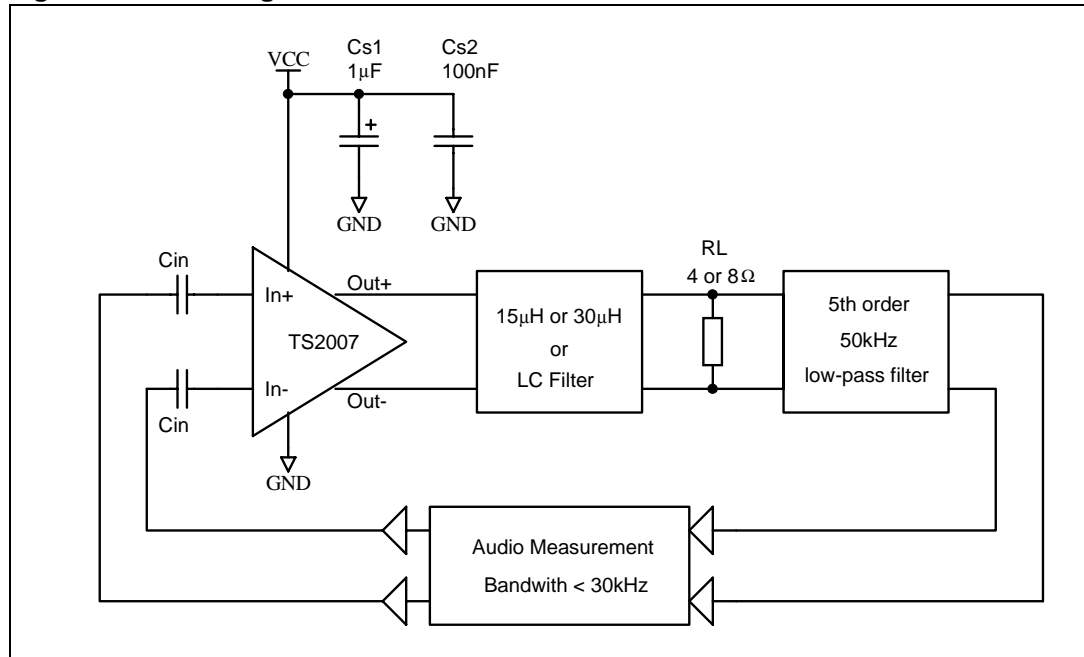 VCC
Cs1
1μF
Cs2
100nF
+
GND
GND
Cin
In+
TS2007
In-
Cin
GND
Out+
Out-
15μH or 30μH
or
LC Filter
RL
4 or 8Ω
5th order
50kHz
low-pass filter
Audio Measurement
Bandwith < 30kHz